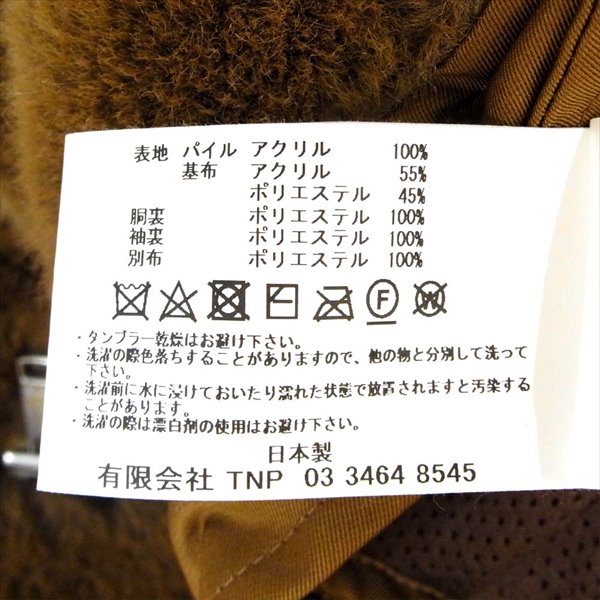 表地 パイル アクリル 100%
基布 アクリル 55%
ポリエステル 45%
胴裏 ポリエステル 100%
袖裏 ポリエステル 100%
別布 ポリエステル 100%
F W
・タンブラー乾燥はお避け下さい。
・洗濯の際色落ちすることがありますので、他の物と分別して洗って
下さい。
・洗濯前に水に浸けておいたり濡れた状態で放置されますと汚染する
ことがあります。
・洗濯の際は漂白剤の使用はお避け下さい。
日本製
有限会社 TNP 03 3464 8545